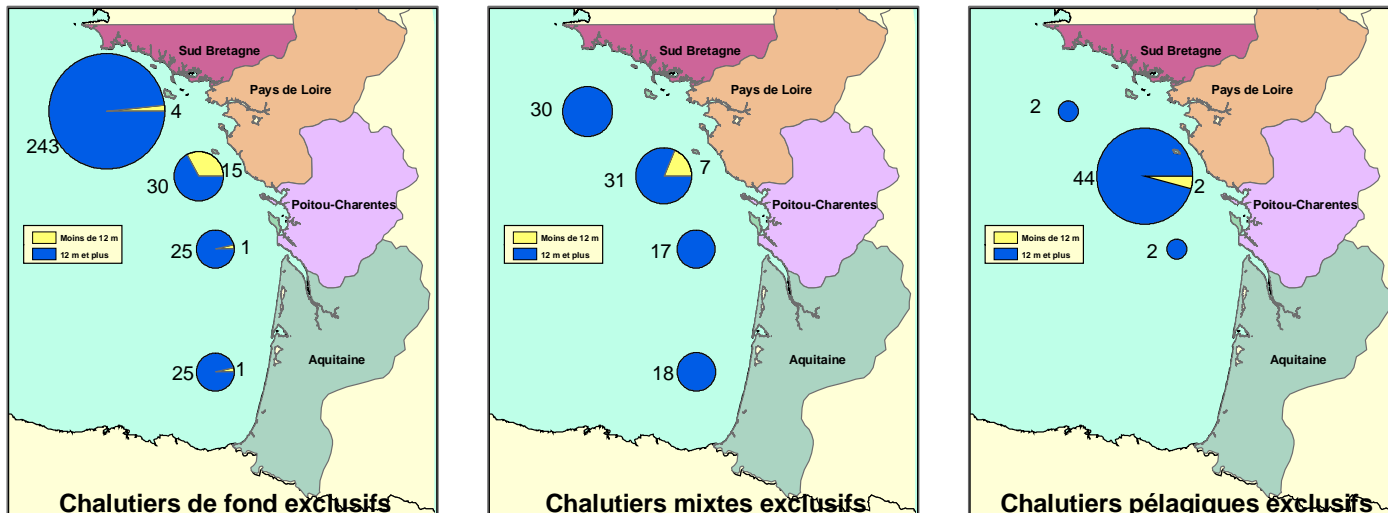 Sud Bretagne
Pays de Loire
4
243
15
30
Poitou-Charentes
Moins de 12 m
12 m et plus
25
1
25
1
Aquitaine
Chalutiers de fond exclusifs
Sud Bretagne
Pays de Loire
30
7
31
Poitou-Charentes
Moins de 12 m
12 m et plus
17
18
Aquitaine
Chalutiers mixtes exclusifs
Sud Bretagne
Pays de Loire
2
44
2
Poitou-Charentes
Moins de 12 m
12 m et plus
2
Aquitaine
Chalutiers pélagiques exclusifs